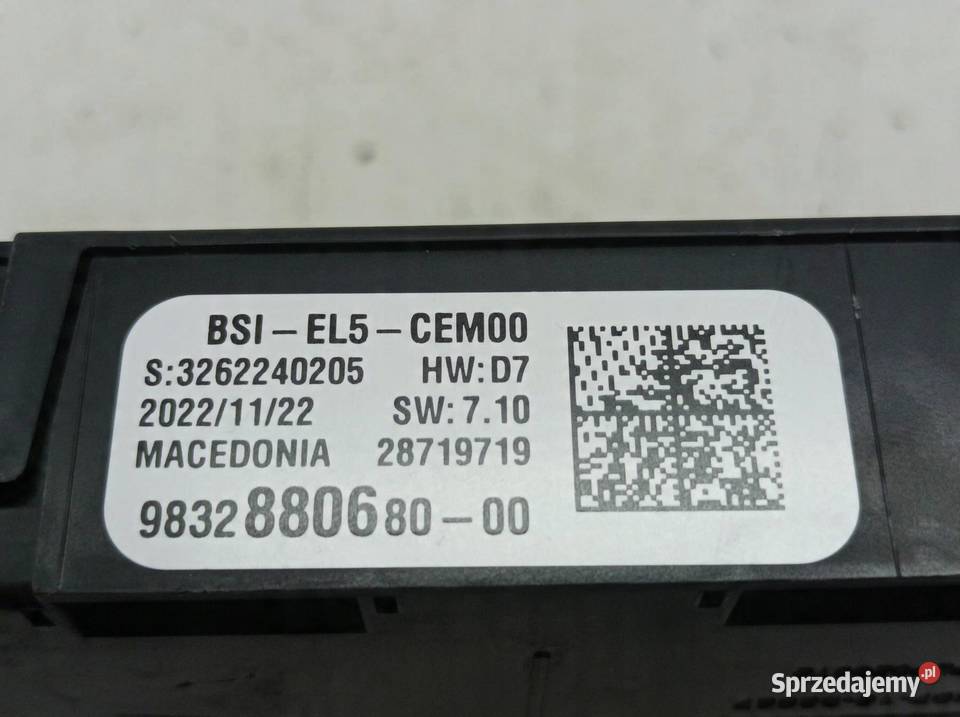 BSI-EL5-CEM00
S:3262240205 HW:D7
2022/11/22 SW:7.10
MACEDONIA 28719719
9832880680-00
Sprzedajemy.pl